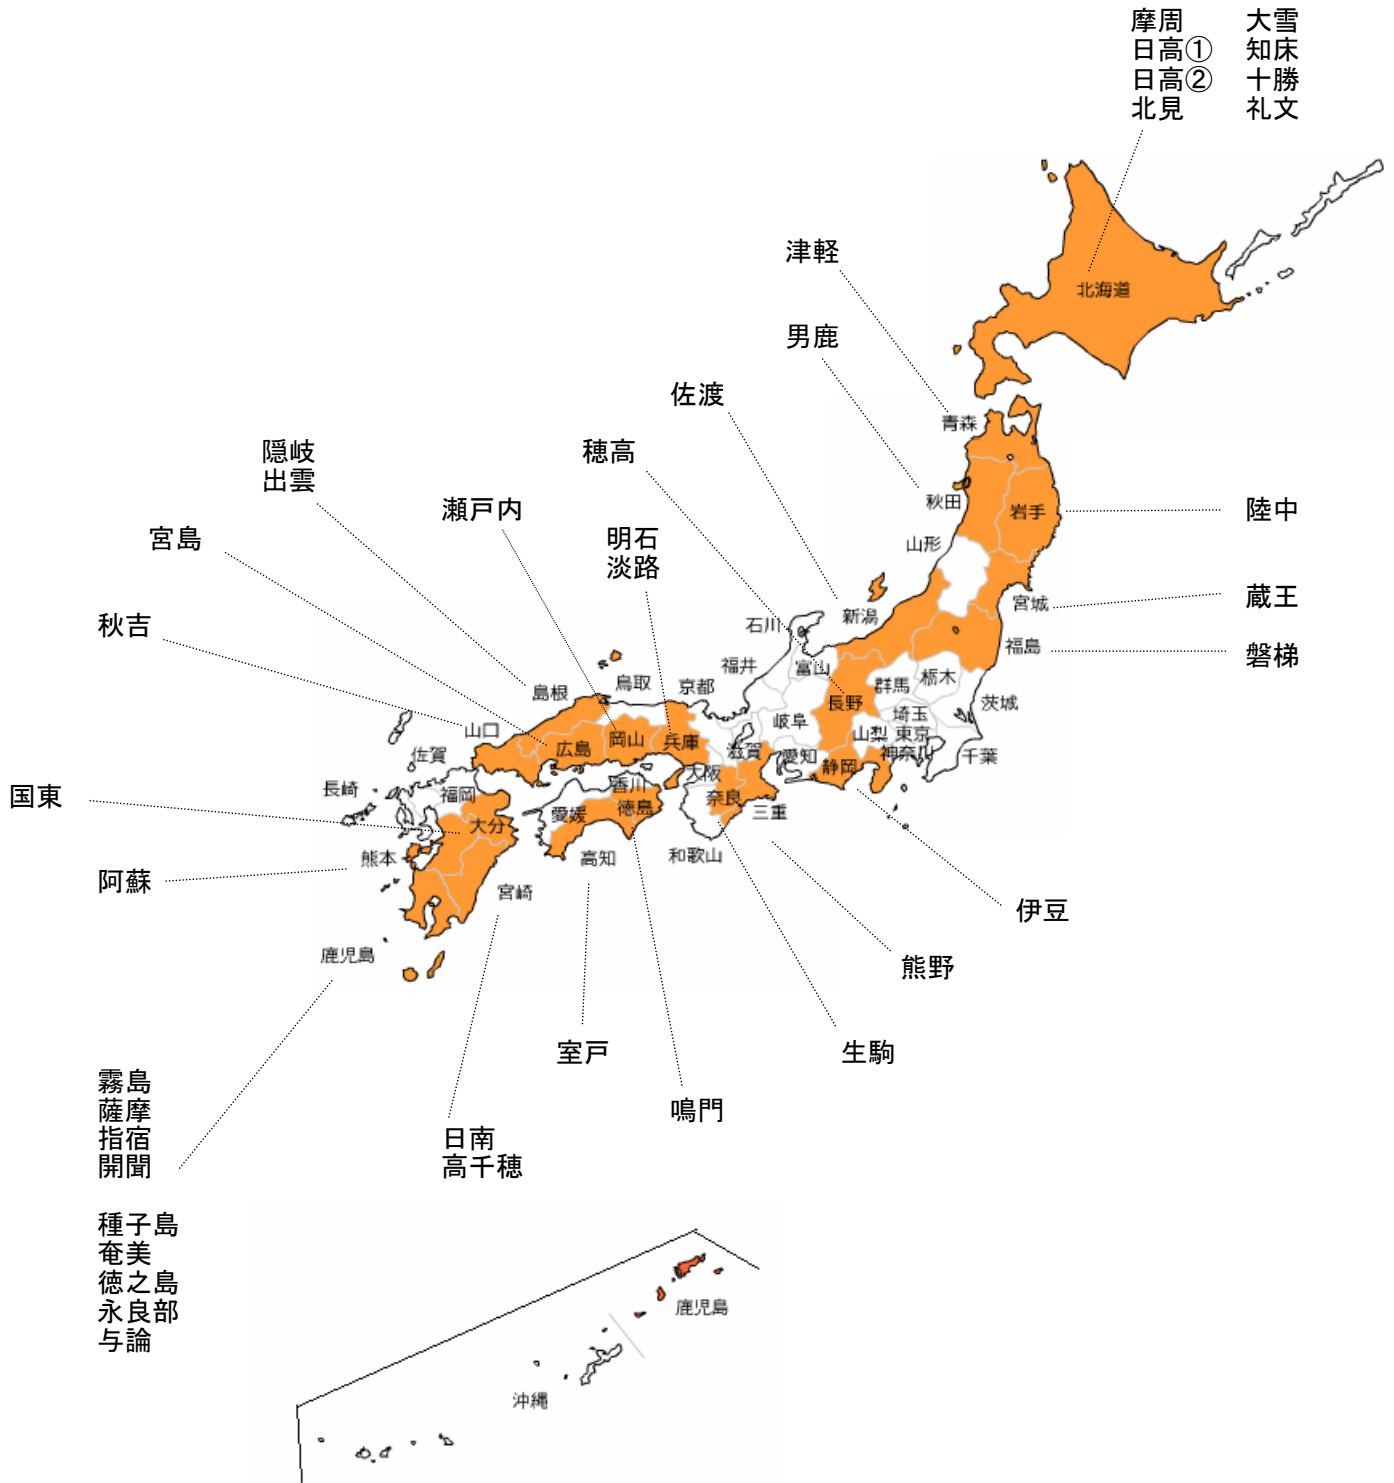 摩周 大雪
日高① 知床
日高② 十勝
北見 礼文
津軽
北海道
男鹿
佐渡
青森
隠岐
出雲
穂高
秋田
瀬戸内
岩手
陸中
宮島
明石
淡路
山形
秋吉
石川
新潟
宮城
蔵王
福島
磐梯
福井
富山
群馬
栃木
島根
鳥取
京都
長野
埼玉
茨城
山口
岡山
兵庫
岐阜
山梨
東京
佐賀
広島
滋賀
愛知
静岡
神奈川
千葉
長崎
国東
福岡
香川
大阪
大分
愛媛
徳島
奈良
三重
熊本
高知
和歌山
阿蘇
宮崎
伊豆
鹿児島
熊野
室戸
生駒
霧島
薩摩
指宿
開聞
鳴門
日南
高千穂
種子島
奄美
徳之島
永良部
与論
鹿児島
沖縄